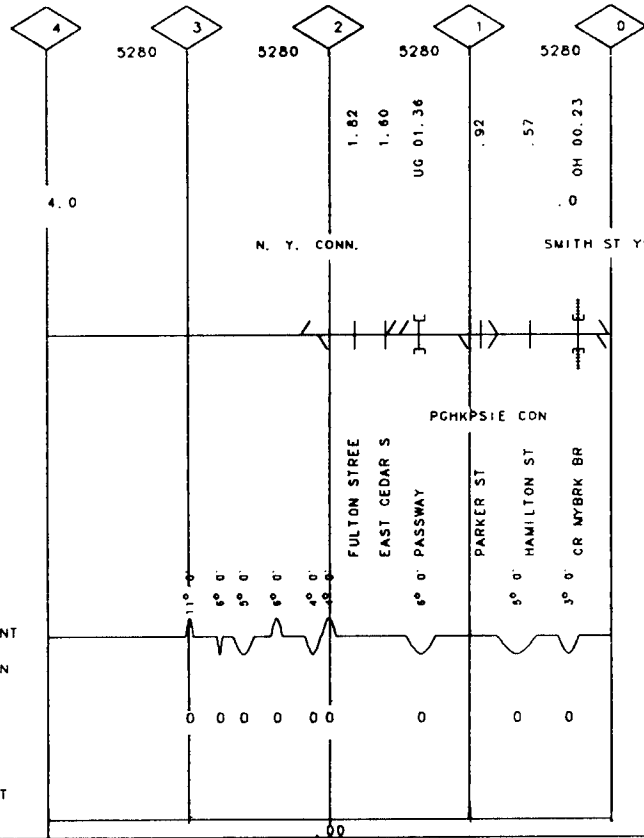 4 3 2 1 0
5280 5280 5280 5280
1.82
1.60
UG 01.36
.92
.57
OH 00.23
4.0
.0
N. Y. CONN.
SMITH ST Y
PGHKPSIE CON
FULTON STREE
EAST CEDAR S
PASSWAY
PARKER ST
HAMILTON ST
CR MYBRK BR
11° 0'
6° 0'
5° 0'
6° 0'
4° 0'
4° 0'
6° 0'
5° 0'
3° 0'
NT
N
0 0 0 0 0 0 0 0 0
T
.00